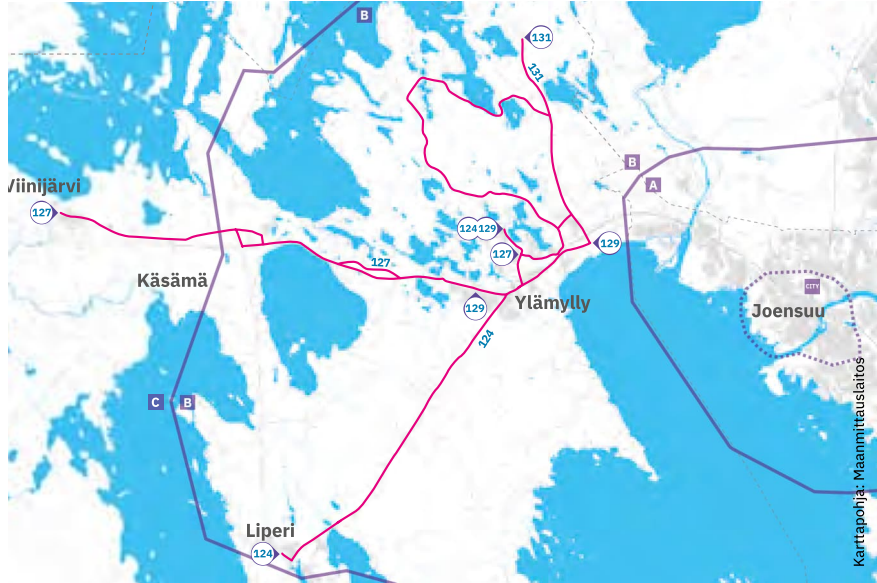 B
131
131
B
A
Viinijärvi
127
124 129
129
127
127
Käsämä
CITY
129
Ylämylly
Joensuu
124
C B
Liperi
124
Karttapohja: Maanmittauslaitos